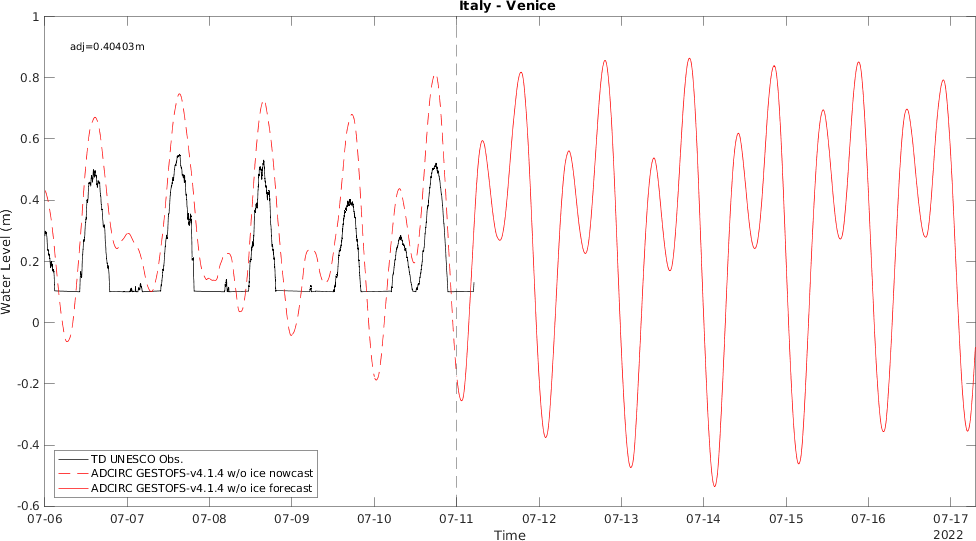 Italy - Venice
adj=0.40403m
Water Level (m)
1
0.8
0.6
0.4
0.2
0
-0.2
-0.4
-0.6
TD UNESCO Obs.
ADCIRC GESTOFS-v4.1.4 w/o ice nowcast
ADCIRC GESTOFS-v4.1.4 w/o ice forecast
07-06 07-07 07-08 07-09 07-10 07-11 07-12 07-13 07-14 07-15 07-16 07-17
Time
2022